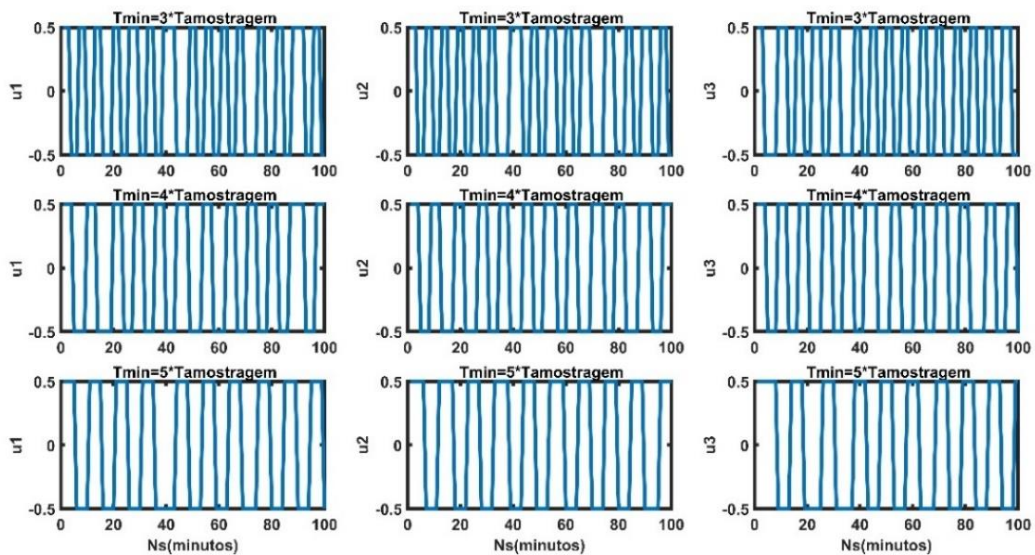 Tmin=3*Tamostragem Tmin=3*Tamostragem Tmin=3*Tamostragem
0.5 0.5 0.5
u1 0 u2 0 u3 0
-0.5 -0.5 -0.5
0 20 40 60 80 100 0 20 40 60 80 100 0 20 40 60 80 100
Tmin=4*Tamostragem Tmin=4*Tamostragem Tmin=4*Tamostragem
0.5 0.5 0.5
u1 0 u2 0 u3 0
-0.5 -0.5 -0.5
0 20 40 60 80 100 0 20 40 60 80 100 0 20 40 60 80 100
Tmin=5*Tamostragem Tmin=5*Tamostragem Tmin=5*Tamostragem
0.5 0.5 0.5
u1 0 u2 0 u3 0
-0.5 -0.5 -0.5
0 20 40 60 80 100 0 20 40 60 80 100 0 20 40 60 80 100
Ns(minutos) Ns(minutos) Ns(minutos)